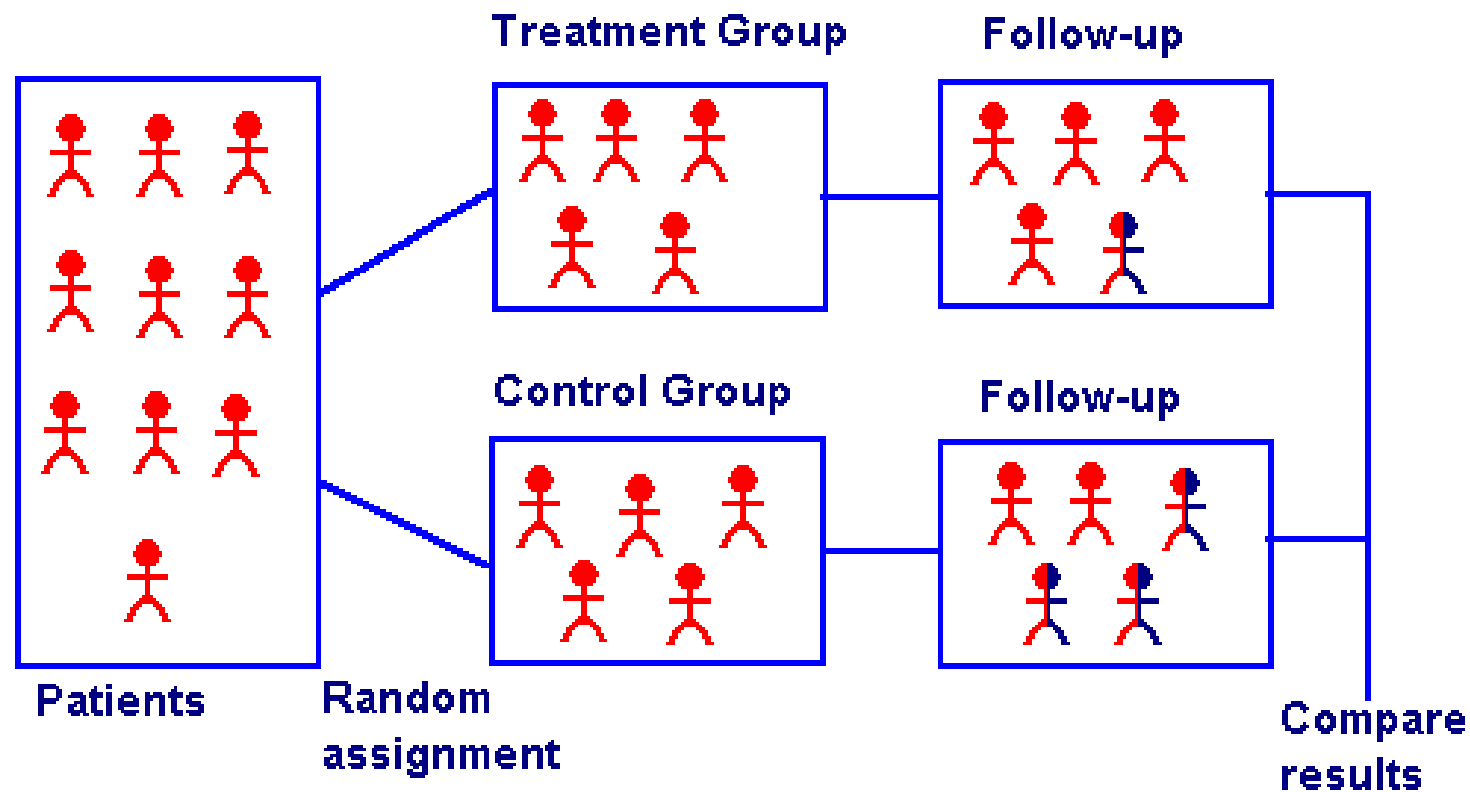 Treatment Group
Follow-up
Control Group
Follow-up
Patients
Random
assignment
Compare
results